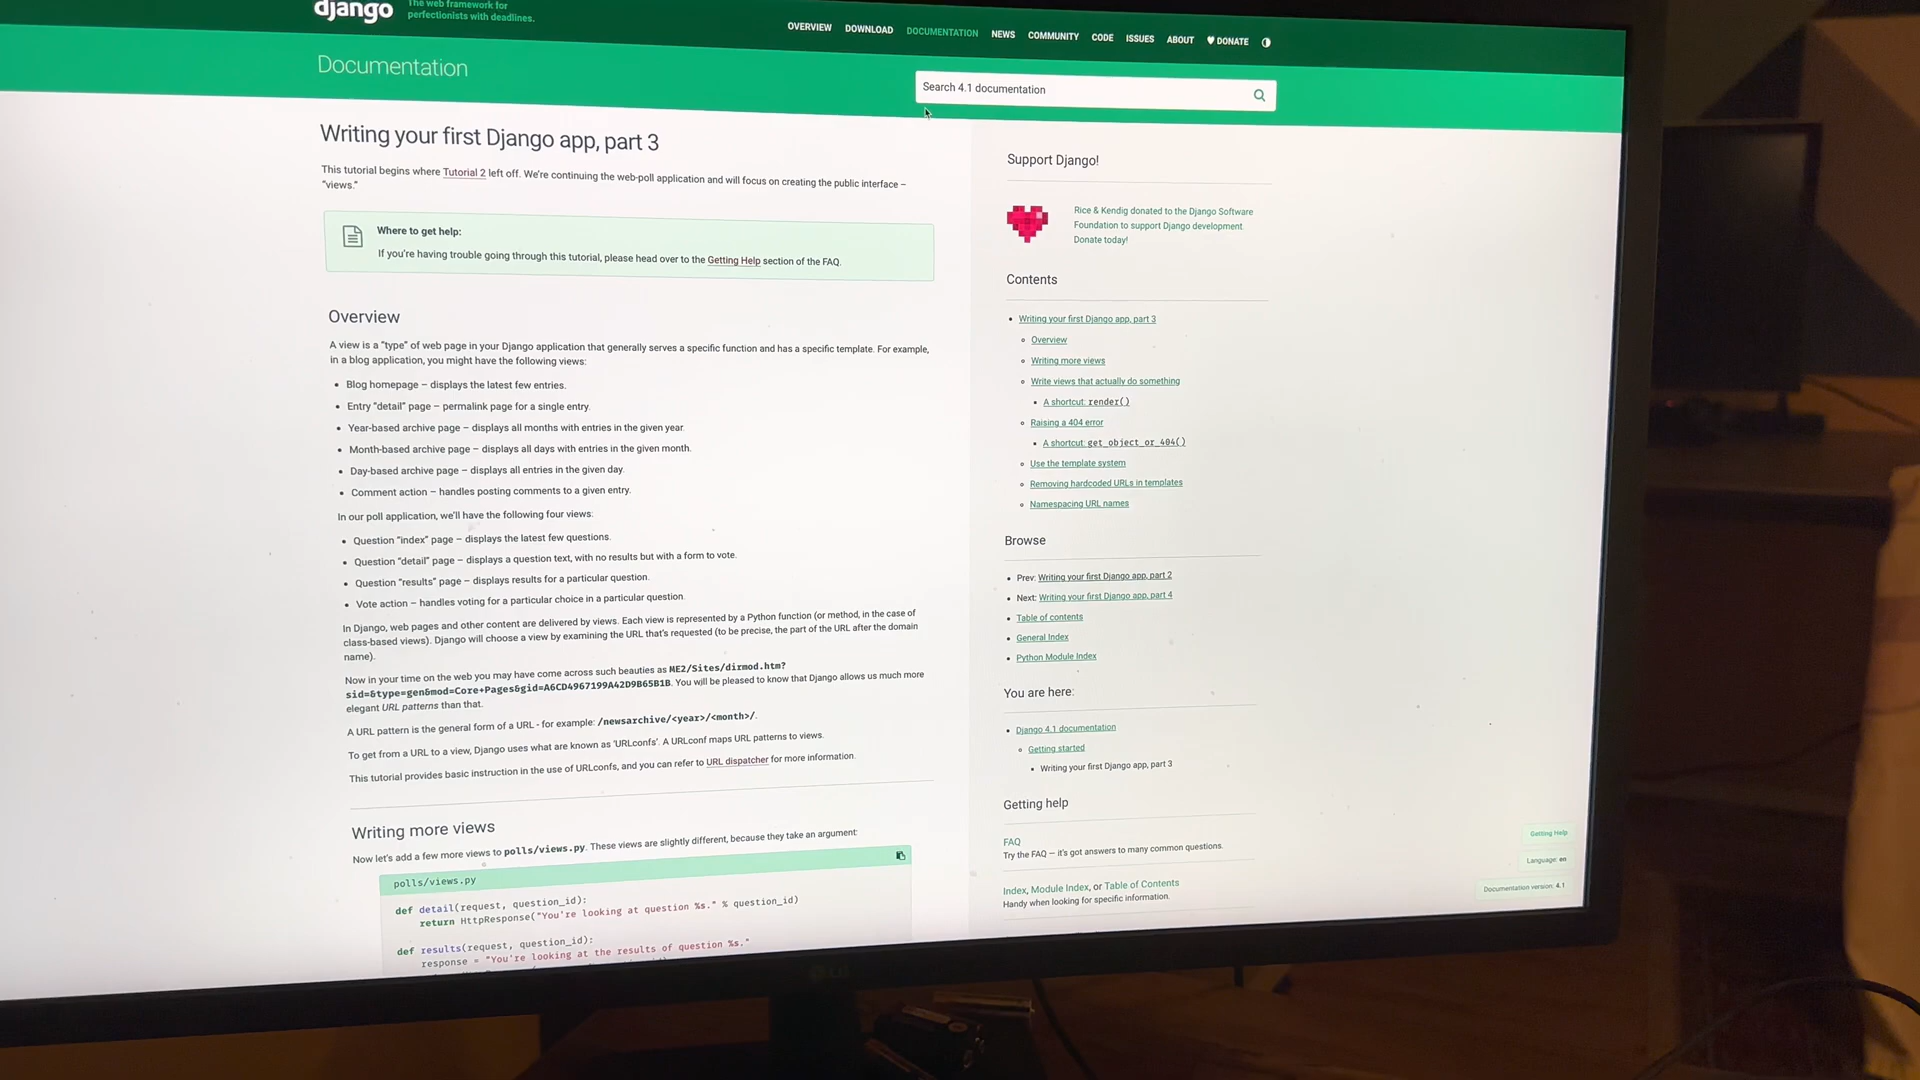 django
The web framework for
perfectionists with deadlines.
OVERVIEW DOWNLOAD DOCUMENTATION NEWS COMMUNITY CODE ISSUES ABOUT ♥ DONATE
Documentation
Search 4.1 documentation
Writing your first Django app, part 3
This tutorial begins where Tutorial 2 left off. We're continuing the web-poll application and will focus on creating the public interface –
"views."
Where to get help:
If you're having trouble going through this tutorial, please head over to the Getting Help section of the FAQ.
Overview
A view is a "type" of web page in your Django application that generally serves a specific function and has a specific template. For example,
in a blog application, you might have the following views:
• Blog homepage – displays the latest few entries.
• Entry "detail" page – permalink page for a single entry.
• Year-based archive page – displays all months with entries in the given year.
• Month-based archive page – displays all days with entries in the given month.
• Day-based archive page – displays all entries in the given day.
• Comment action – handles posting comments to a given entry.
In our poll application, we'll have the following four views:
• Question "index" page – displays the latest few questions.
• Question "detail" page – displays a question text, with no results but with a form to vote.
• Question "results" page – displays results for a particular question.
• Vote action – handles voting for a particular choice in a particular question.
In Django, web pages and other content are delivered by views. Each view is represented by a Python function (or method, in the case of
class-based views). Django will choose a view by examining the URL that's requested (to be precise, the part of the URL after the domain
name).
Now in your time on the web you may have come across such beauties as ME2/Sites/dirmod.htm?
sid=&type=gen&mod=Core+Pages&gid=A6CD4967199A42D9B65B1B. You will be pleased to know that Django allows us much more
elegant URL patterns than that.
A URL pattern is the general form of a URL - for example: /newsarchive/<year>/<month>/.
To get from a URL to a view, Django uses what are known as 'URLconfs'. A URLconf maps URL patterns to views.
This tutorial provides basic instruction in the use of URLconfs, and you can refer to URL dispatcher for more information.
Writing more views
Now let's add a few more views to polls/views.py. These views are slightly different, because they take an argument:
polls/views.py
def detail(request, question_id):
return HttpResponse("You're looking at question %s." % question_id)
def results(request, question_id):
response = "You're looking at the results of question %s."
Support Django!
Rice & Kendig donated to the Django Software
Foundation to support Django development.
Donate today!
Contents
• Writing your first Django app, part 3
Overview
Writing more views
Write views that actually do something
• A shortcut: render()
Raising a 404 error
• A shortcut: get_object_or_404()
Use the template system
Removing hardcoded URLs in templates
Namespacing URL names
Browse
• Prev: Writing your first Django app, part 2
• Next: Writing your first Django app, part 4
• Table of contents
• General Index
• Python Module Index
You are here:
• Django 4.1 documentation
Getting started
• Writing your first Django app, part 3
Getting help
FAQ
Try the FAQ — it's got answers to many common questions.
Index, Module Index, or Table of Contents
Handy when looking for specific information.
Getting Help
Language: en
Documentation version: 4.1
LG